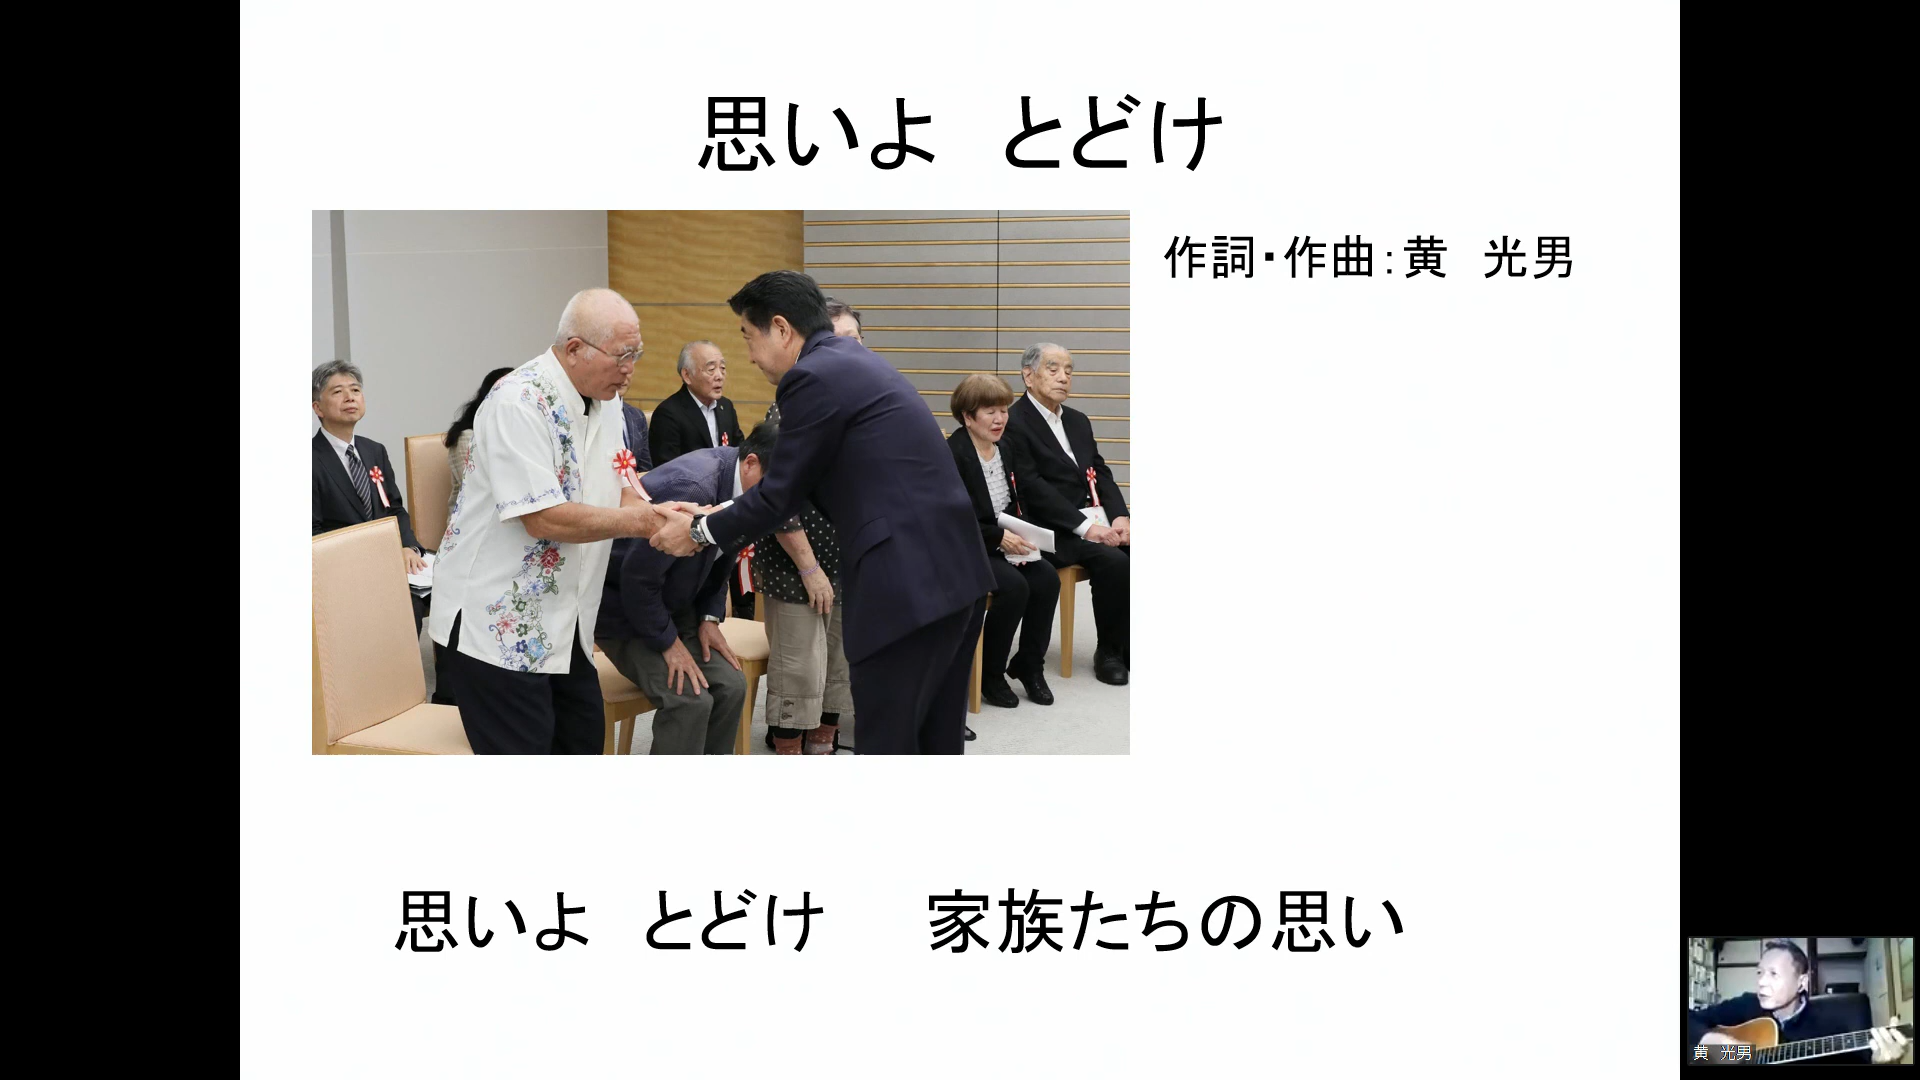 思いよ　とどけ
作詞・作曲：黄　光男
思いよ　とどけ　　家族たちの思い
黄　光男